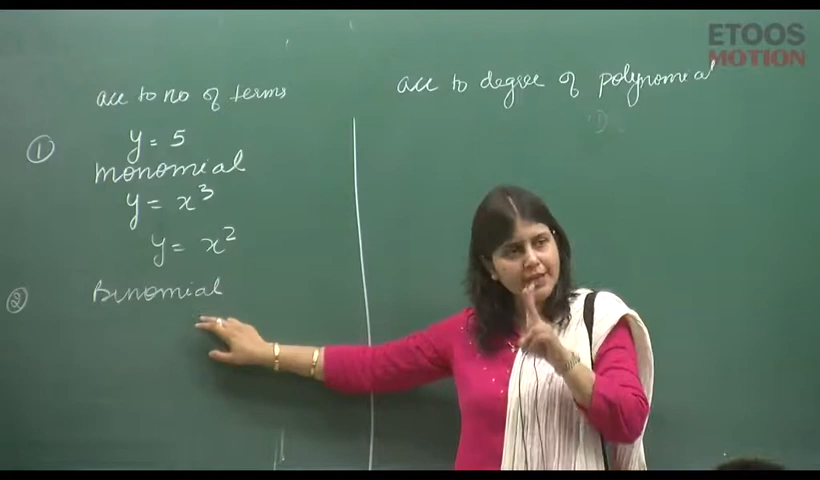 ETOOS
MOTION
acc to no of terms
acc to degree of polynomial
① y = 5
monomial
y = x³
y = x²
② Binomial
①